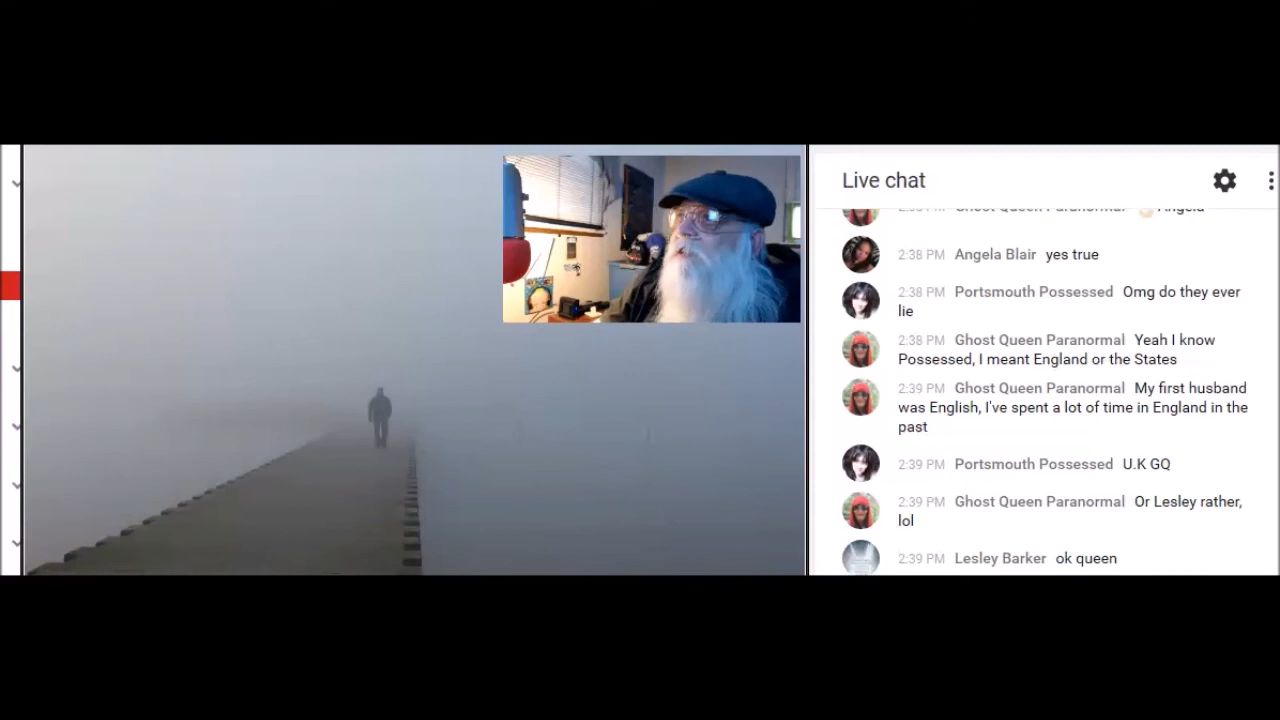 Live chat
Angela
2:38 PM Angela Blair yes true
2:38 PM Portsmouth Possessed Omg do they ever
lie
2:38 PM Ghost Queen Paranormal Yeah I know
Possessed, I meant England or the States
2:39 PM Ghost Queen Paranormal My first husband
was English, I've spent a lot of time in England in the
past
2:39 PM Portsmouth Possessed U.K GQ
2:39 PM Ghost Queen Paranormal Or Lesley rather,
lol
2:39 PM Lesley Barker ok queen